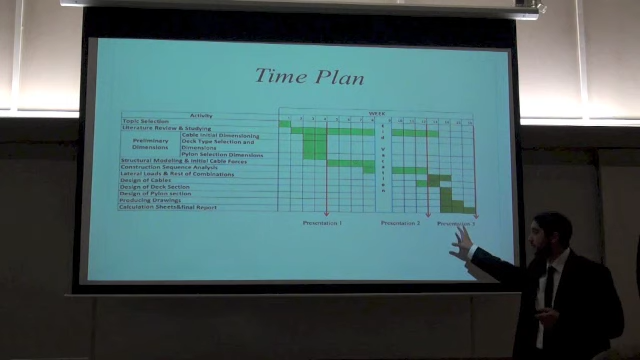 Time Plan
Activity
WEEK
Topic Selection
Literature Review & Studying
Preliminary Dimensions
Cable Initial Dimensioning
Deck Type Selection and Dimensions
Pylon Selection Dimensions
Structural Modeling & Initial Cable Forces
Construction Sequence Analysis
Lateral Loads & Rest of Combinations
Design of Cables
Design of Deck Section
Design of Pylon section
Producing Drawings
Calculation Sheets&final Report
Presentation 1
Presentation 2
Presentation 3